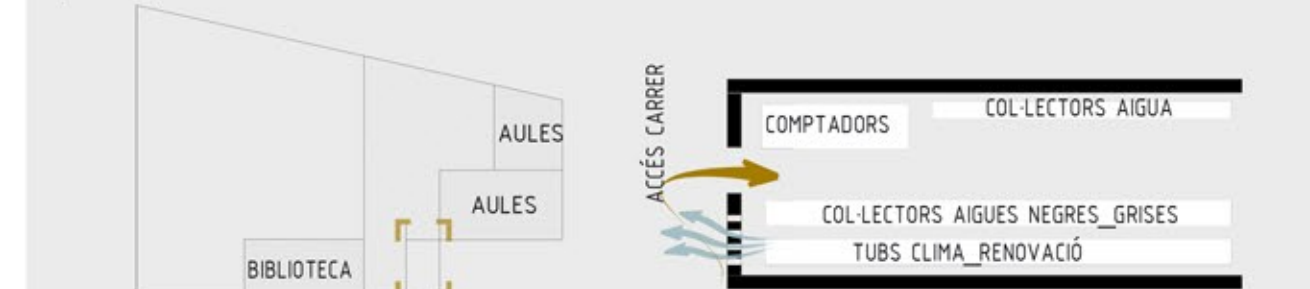 AULES
AULES
BIBLIOTECA
ACCÉS CARRER
COMPTADORS
COL·LECTORS AIGUA
COL·LECTORS AIGUES NEGRES_GRISES
TUBS CLIMA_RENOVACIÓ